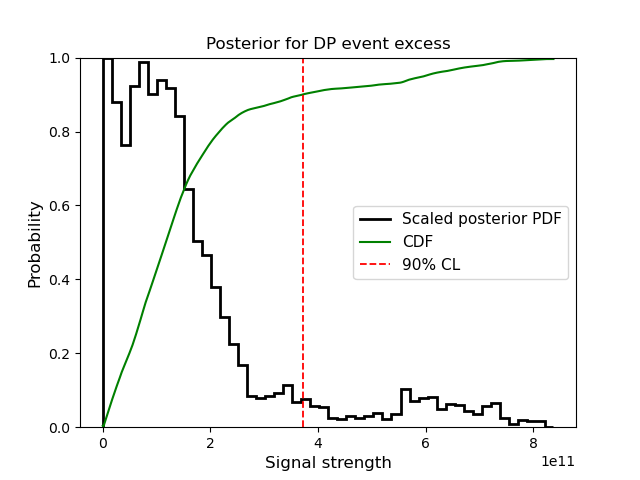 Posterior for DP event excess
1.0
0.8
0.6
0.4
0.2
0.0
Probability
Scaled posterior PDF
CDF
90% CL
0 2 4 6 8
1e11
Signal strength